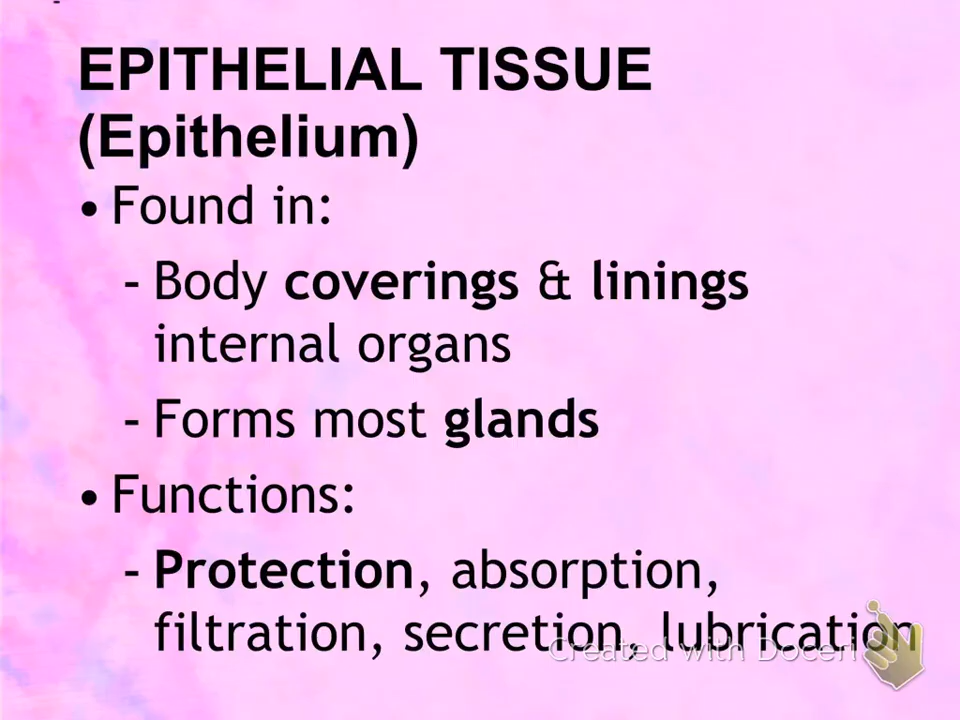 EPITHELIAL TISSUE
(Epithelium)
• Found in:
- Body coverings & linings
internal organs
- Forms most glands
• Functions:
- Protection, absorption,
filtration, secretion, lubrication
Created with Doceri